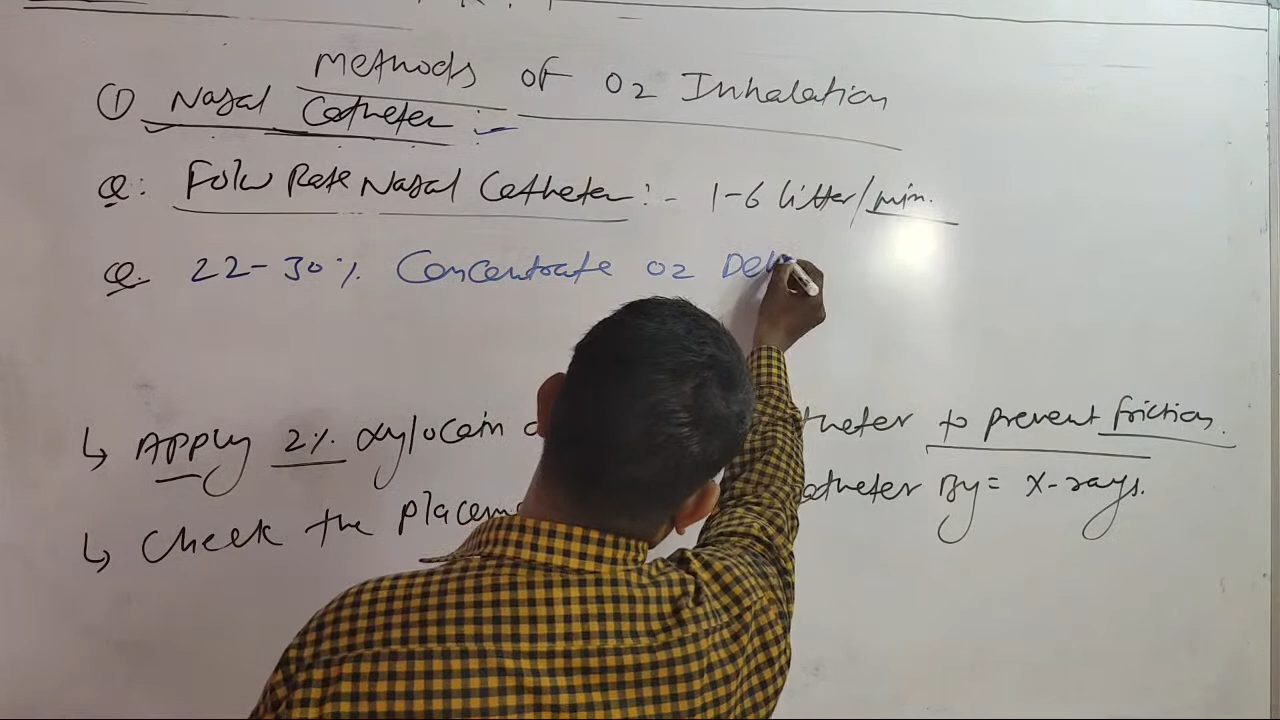 Methods of O2 Inhalation
① Nasal Catheter :-
Q: Folw Rate Nasal Catheter :- 1-6 litter/min.
Q. 22-30% Concentrate O2 Del
↳ Apply 2% xylocain theter to prevent friction.
↳ Check the Placem atheter By= X-rays.